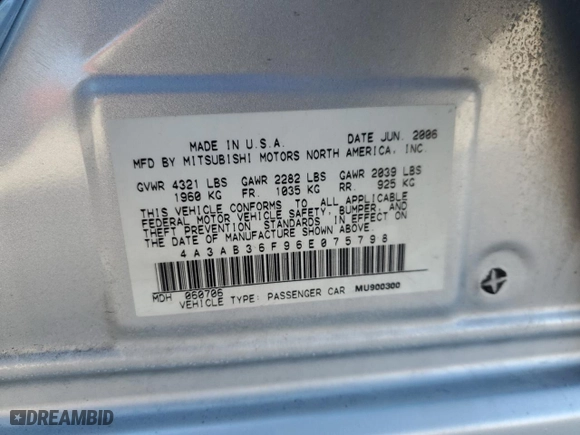 MADE IN U.S.A. DATE JUN. 2006
MFD BY MITSUBISHI MOTORS NORTH AMERICA, INC.
GVWR 4321 LBS GAWR 2282 LBS GAWR 2039 LBS
1960 KG FR. 1035 KG RR. 925 KG
THIS VEHICLE CONFORMS TO ALL APPLICABLE
FEDERAL MOTOR VEHICLE SAFETY, BUMPER, AND
THEFT PREVENTION STANDARDS IN EFFECT ON
THE DATE OF MANUFACTURE SHOWN ABOVE.
4A3AB36F96E075798
MDH 060706
VEHICLE TYPE: PASSENGER CAR MU900300
DREAMBID